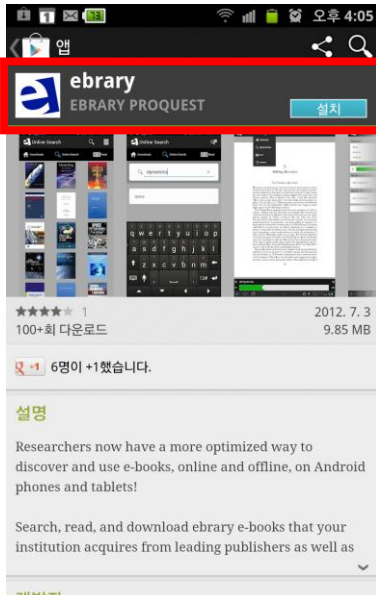 73
오후 4:05
앱
ebrary
EBRARY PROQUEST
설치
Online Search
dynamics
q w e r t y u i o p
1
2012. 7. 3
100+회 다운로드
9.85 MB
+1
6명이 +1했습니다.
설명
Researchers now have a more optimized way to
discover and use e-books, online and offline, on Android
phones and tablets!
Search, read, and download ebrary e-books that your
institution acquires from leading publishers as well as